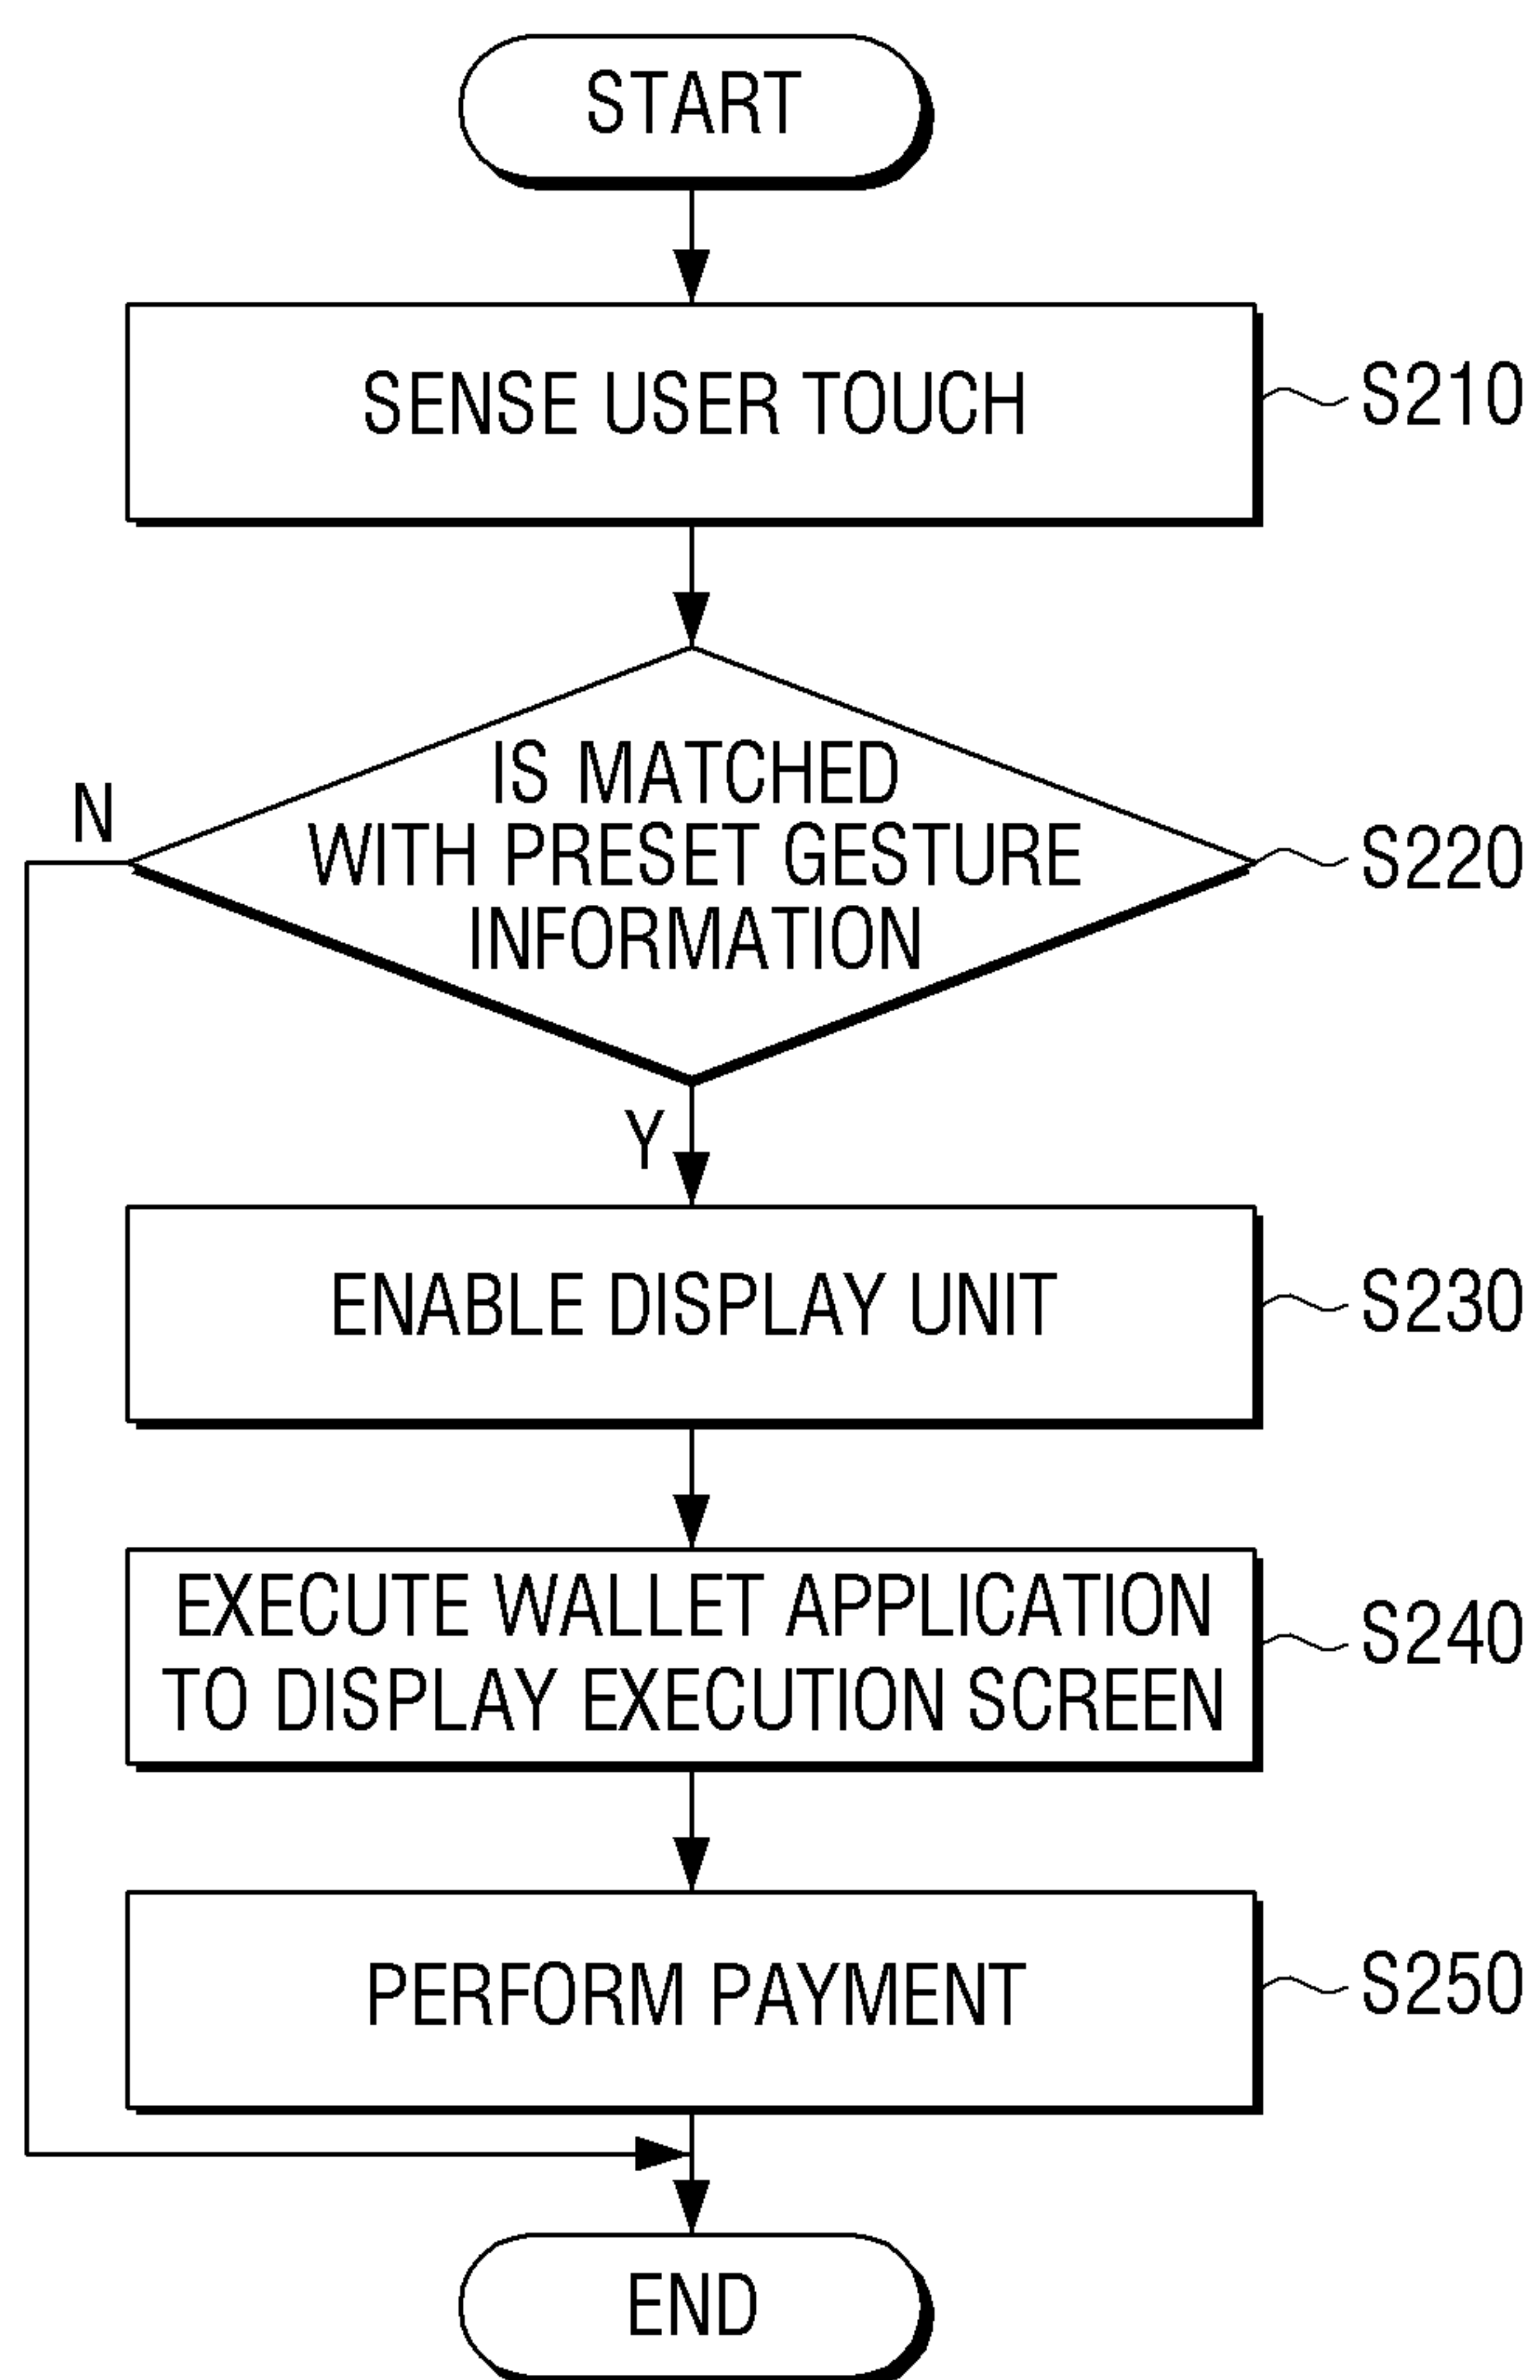 START
SENSE USER TOUCH
S210
IS MATCHED
WITH PRESET GESTURE
INFORMATION
S220
N
Y
ENABLE DISPLAY UNIT
S230
EXECUTE WALLET APPLICATION
TO DISPLAY EXECUTION SCREEN
S240
PERFORM PAYMENT
S250
END